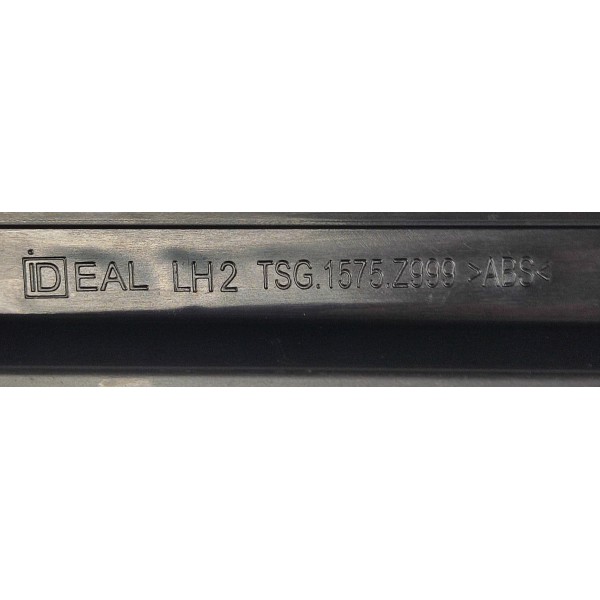 iDEAL LH2 TSG.1575.Z999 >ABS<